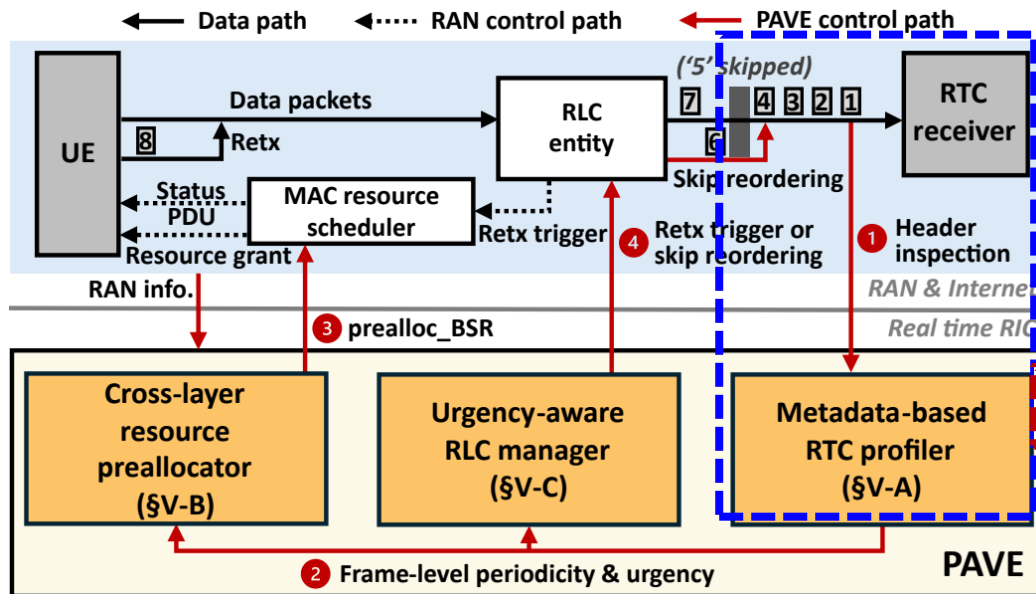 Data path
RAN control path
PAVE control path
('5' skipped)
7
4
3
2
1
RTC
receiver
Data packets
8
Retx
UE
RLC
entity
6
Skip reordering
Status
PDU
MAC resource
scheduler
Retx trigger
Resource grant
4 Retx trigger or
skip reordering
1 Header
inspection
RAN info.
RAN & Internet
3 prealloc_BSR
Real time RIC
Cross-layer
resource
preallocator
(§V-B)
Urgency-aware
RLC manager
(§V-C)
Metadata-based
RTC profiler
(§V-A)
2 Frame-level periodicity & urgency
PAVE